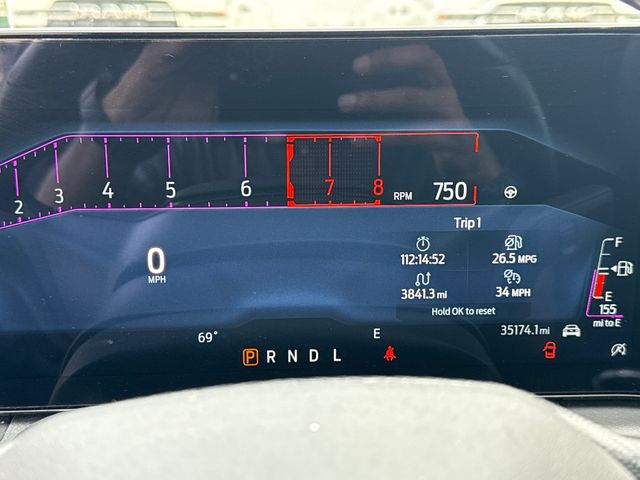 2 3 4 5 6 7 8 RPM 750
Trip 1
0
MPH
112:14:52 26.5 MPG
3841.3 mi 34 MPH
Hold OK to reset
F
E
155
mi to E
69° E 35174.1 mi
P R N D L